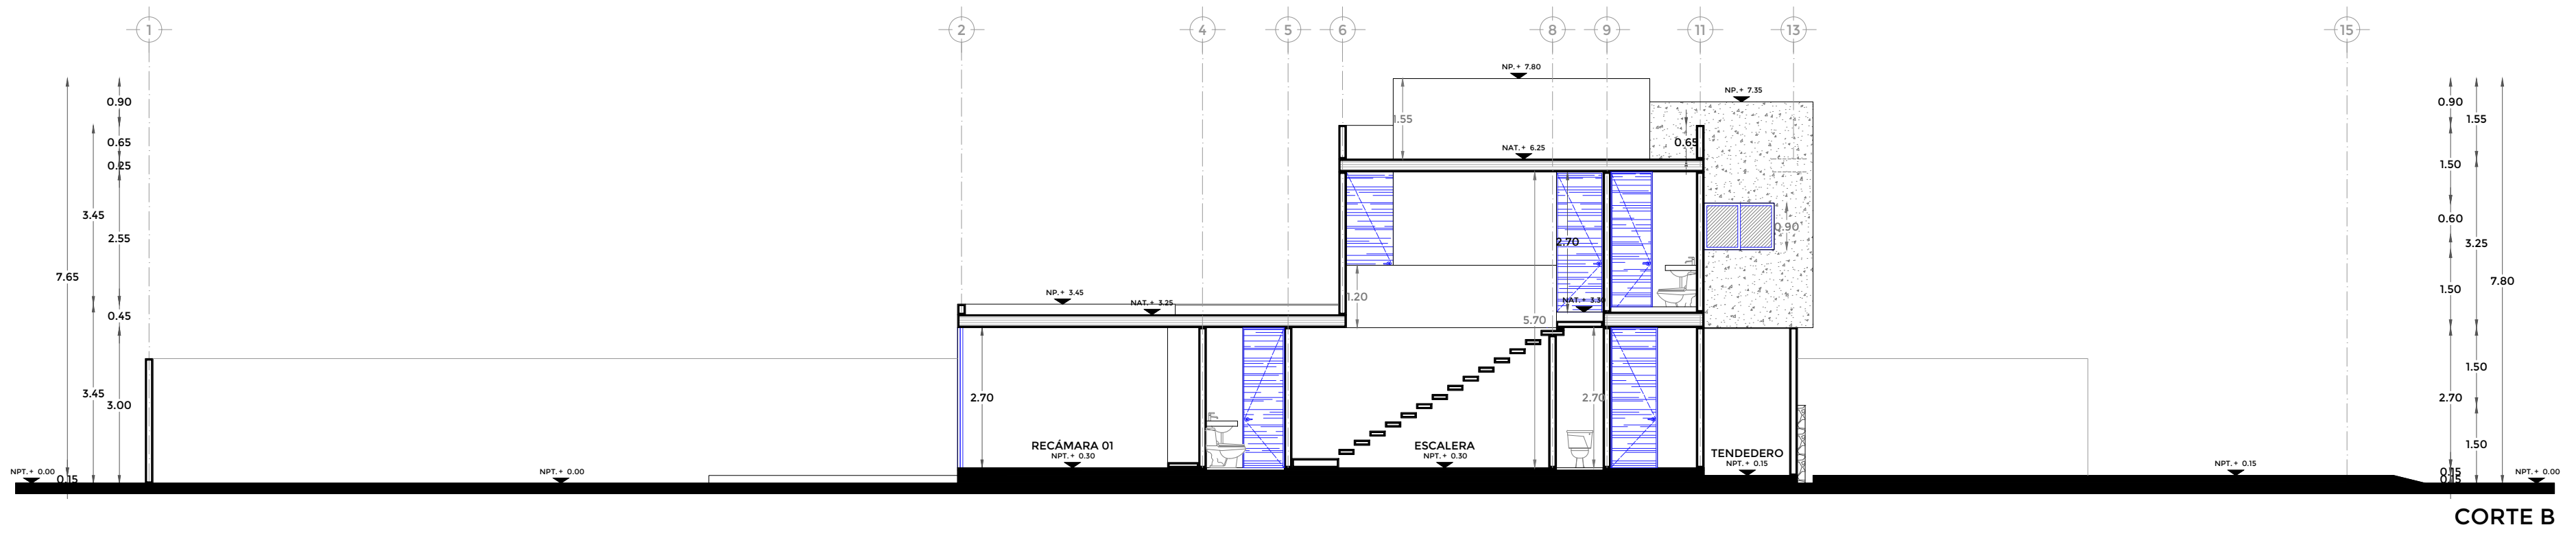 1
2
4
5
6
8
9
11
13
15
NP.+ 7.80
NP.+ 7.35
0.90
0.65
0.25
3.45
2.55
7.65
0.45
3.45
3.00
0.15
1.55
0.65
NAT.+ 6.25
0.90
1.55
1.50
0.60
3.25
1.50
7.80
1.50
2.70
1.50
0.15
0.15
2.70
0.90
1.20
NP.+ 3.45
NAT.+ 3.25
NAT.+ 3.30
5.70
2.70
2.70
RECÁMARA 01
NPT.+ 0.30
ESCALERA
NPT.+ 0.30
TENDEDERO
NPT.+ 0.15
NPT.+ 0.00
NPT.+ 0.00
NPT.+ 0.15
NPT.+ 0.00
CORTE B